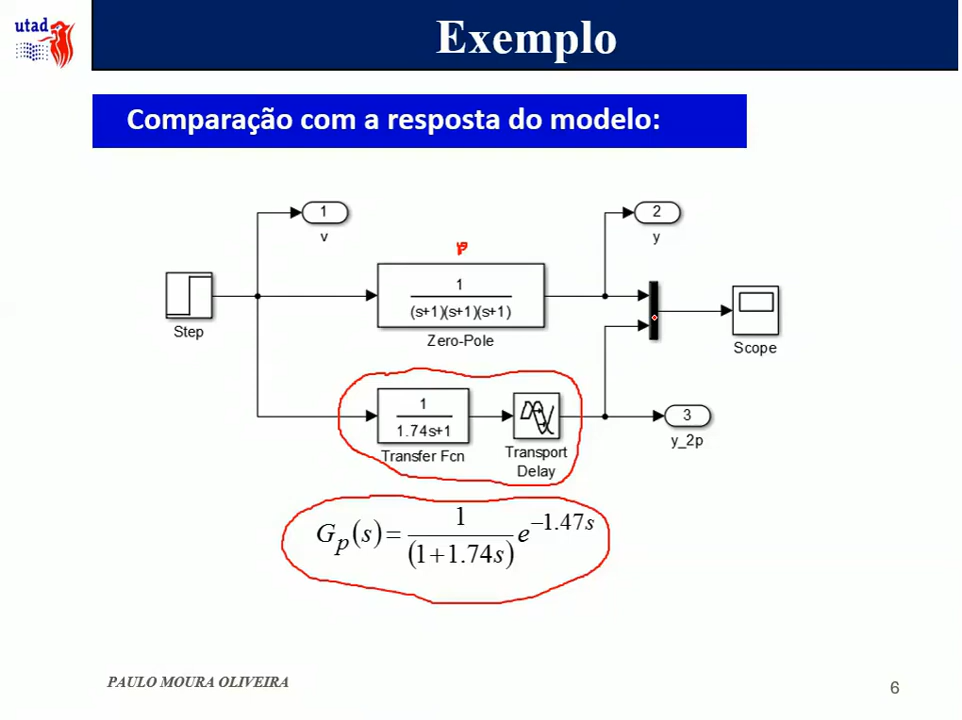 utad
Exemplo
Comparação com a resposta do modelo:
1
v
2
y
Step
1
(s+1)(s+1)(s+1)
Zero-Pole
Scope
1
1.74s+1
Transfer Fcn
Transport
Delay
3
y_2p
G_p(s) = 1/(1+1.74s) e^{-1.47s}
PAULO MOURA OLIVEIRA
6